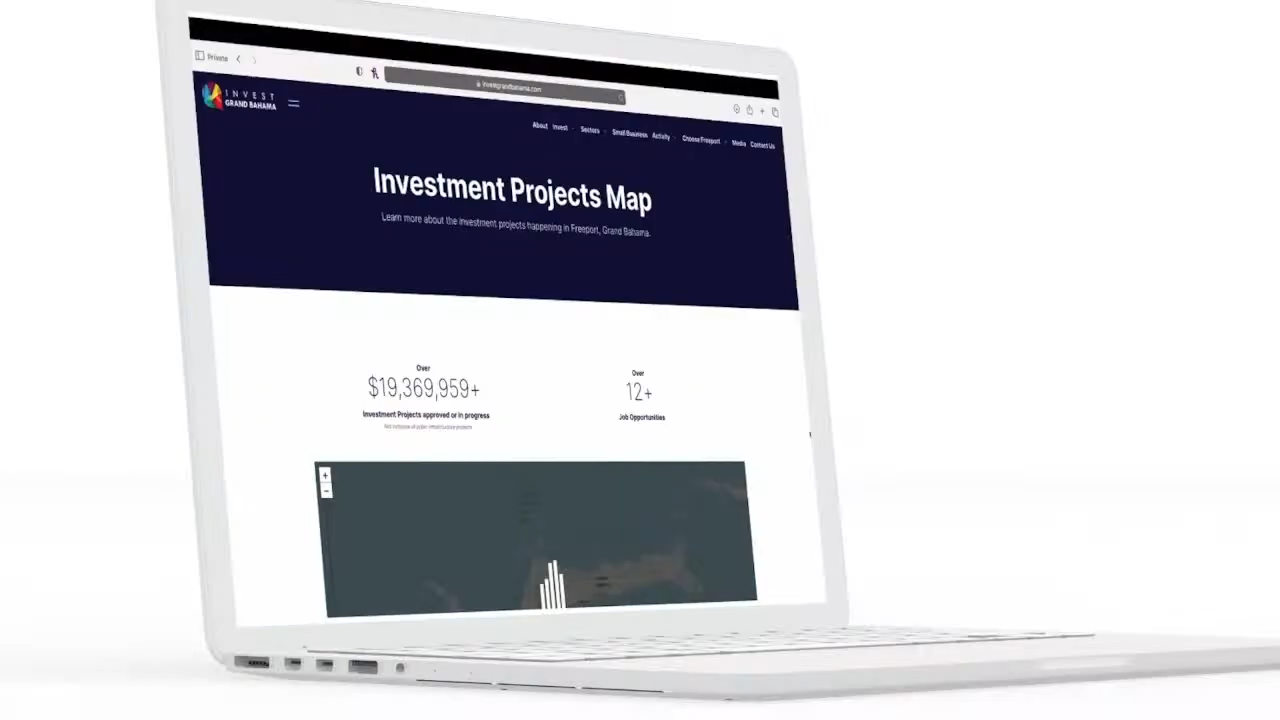 Private
investgrandbahama.com
INVEST
GRAND BAHAMA
About Invest Sectors Small Business Activity Choose Freeport Media Contact Us
Investment Projects Map
Learn more about the investment projects happening in Freeport, Grand Bahama.
Over
$19,369,959+
Investment Projects approved or in progress
Not inclusive of public infrastructure projects
Over
12+
Job Opportunities
+
−